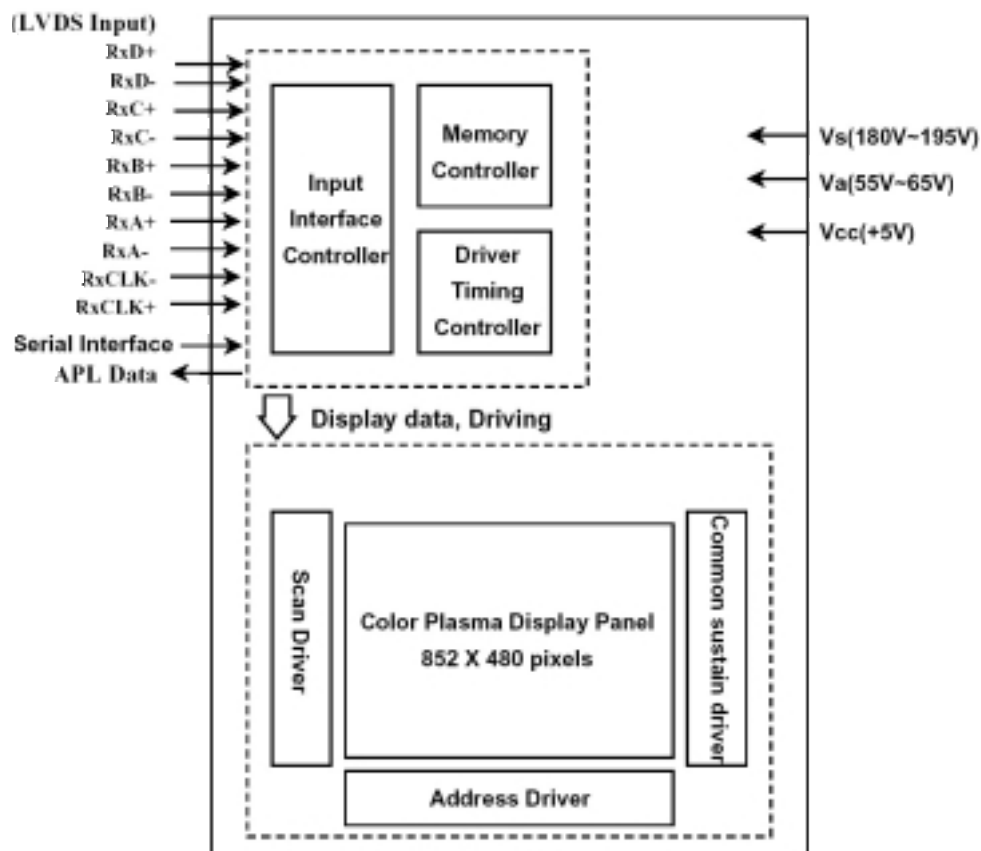 (LVDS Input)
RxD+
RxD-
RxC+
RxC-
RxB+
RxB-
RxA+
RxA-
RxCLK-
RxCLK+
Serial Interface
APL Data
Input
Interface
Controller
Memory
Controller
Driver
Timing
Controller
Vs(180V~195V)
Va(55V~65V)
Vcc(+5V)
Display data, Driving
Scan Driver
Color Plasma Display Panel
852 X 480 pixels
Common sustain driver
Address Driver